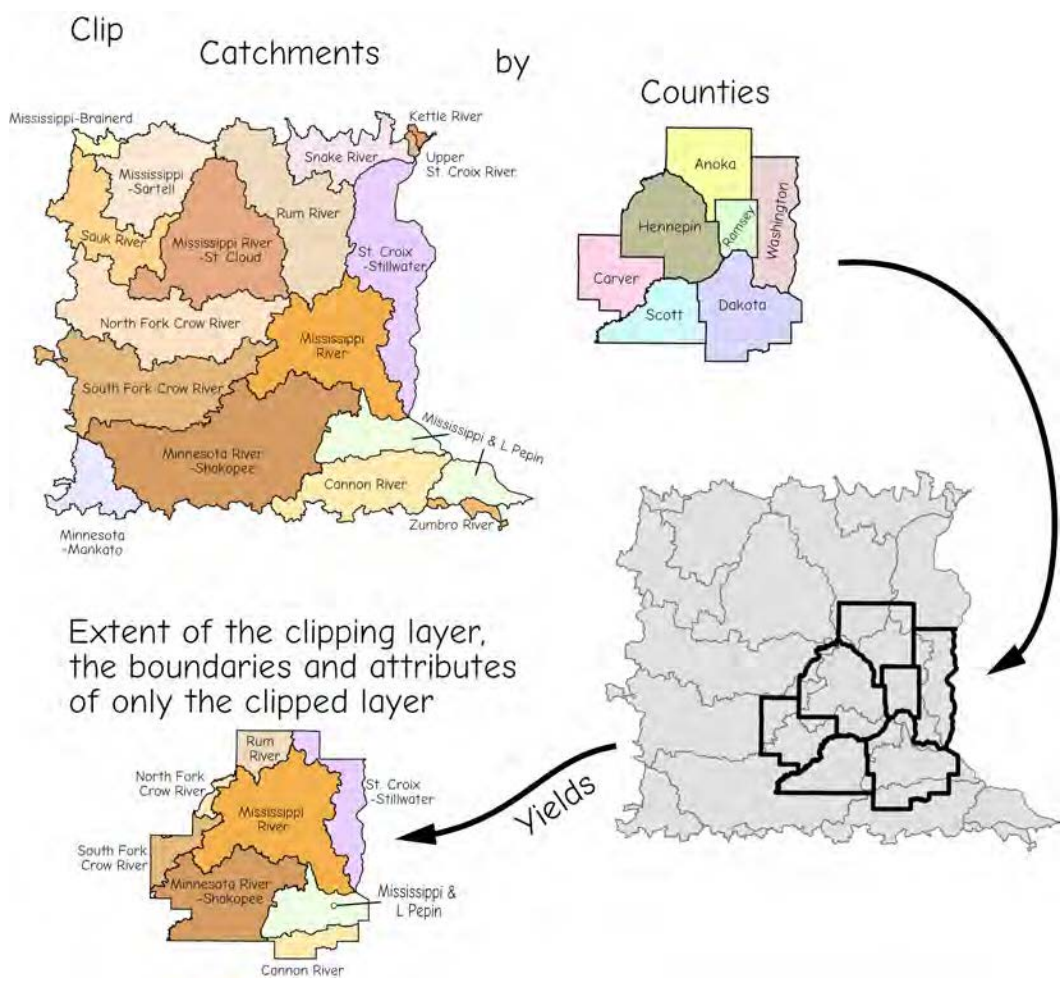 Clip
Catchments
by
Counties
Mississippi-Brainerd
Kettle River
Snake River
Upper
St. Croix River
Mississippi
-Sartell
Rum River
Sauk River
Mississippi River
-St. Cloud
St. Croix
-Stillwater
North Fork Crow River
Mississippi
River
South Fork Crow River
Minnesota River
-Shakopee
Mississippi & L Pepin
Cannon River
Zumbro River
Minnesota
-Mankato
Anoka
Hennepin
Ramsey
Washington
Carver
Scott
Dakota
Extent of the clipping layer,
the boundaries and attributes
of only the clipped layer
Yields
Rum
River
North Fork
Crow River
St. Croix
-Stillwater
Mississippi
River
South Fork
Crow River
Minnesota River
-Shakopee
Mississippi &
L Pepin
Cannon River